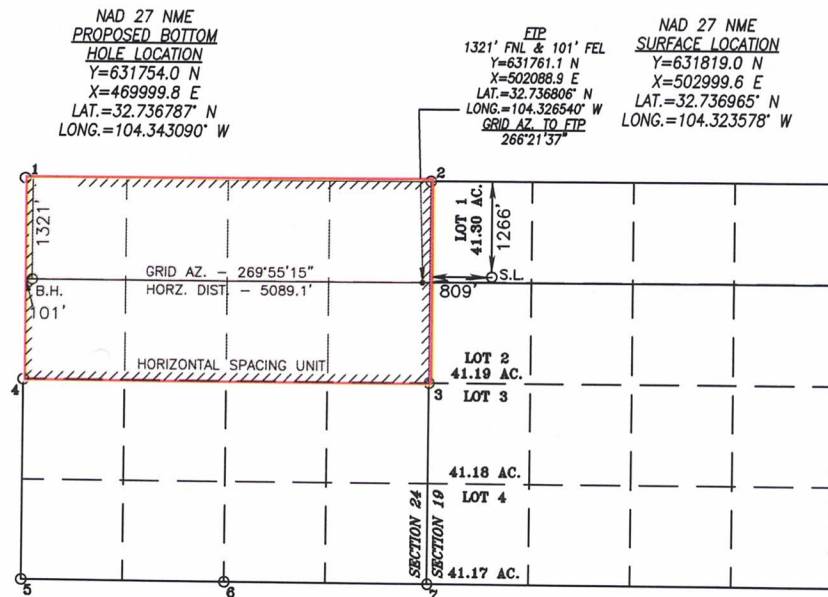 NAD 27 NME
PROPOSED BOTTOM
HOLE LOCATION
Y=631754.0 N
X=469999.8 E
LAT.=32.736787° N
LONG.=104.343090° W
FTP
1321' FNL & 101' FEL
Y=631761.1 N
X=502088.9 E
LAT.=32.736806° N
LONG.=104.326540° W
GRID AZ. TO FTP
266°21'37"
NAD 27 NME
SURFACE LOCATION
Y=631819.0 N
X=502999.6 E
LAT.=32.736965° N
LONG.=104.323578° W
1
2
1321'
LOT 1
41.30 AC.
1266'
GRID AZ. - 269°55'15"
HORZ. DIST. - 5089.1'
S.L.
B.H.
101'
809'
HORIZONTAL SPACING UNIT
LOT 2
41.19 AC.
4
3
LOT 3
41.18 AC.
LOT 4
SECTION 24
SECTION 19
41.17 AC.
5
6
7